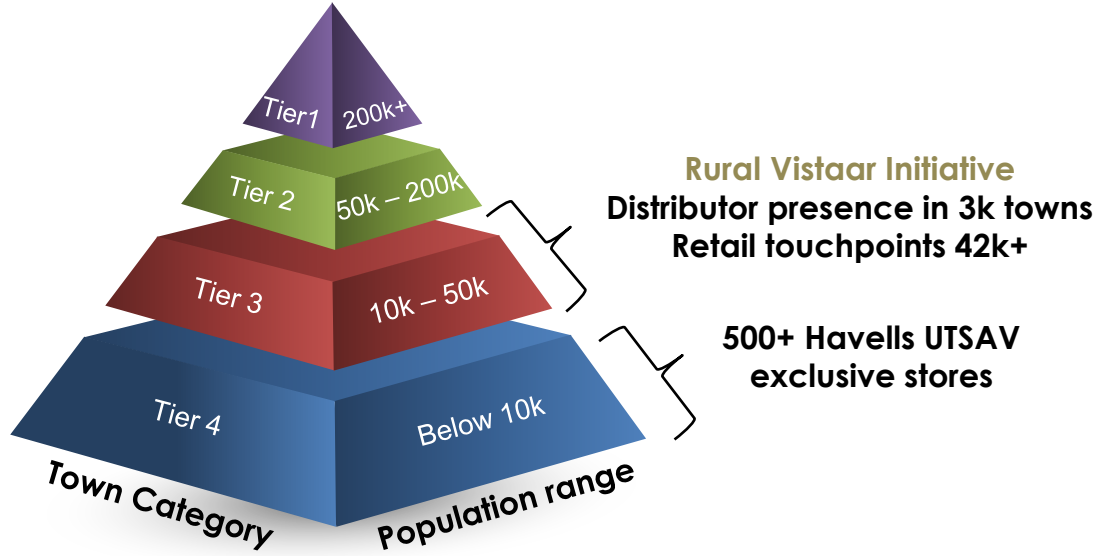 Tier1
200k+
Tier 2
50k – 200k
Rural Vistaar Initiative
Distributor presence in 3k towns
Retail touchpoints 42k+
Tier 3
10k – 50k
500+ Havells UTSAV
exclusive stores
Tier 4
Below 10k
Town Category
Population range